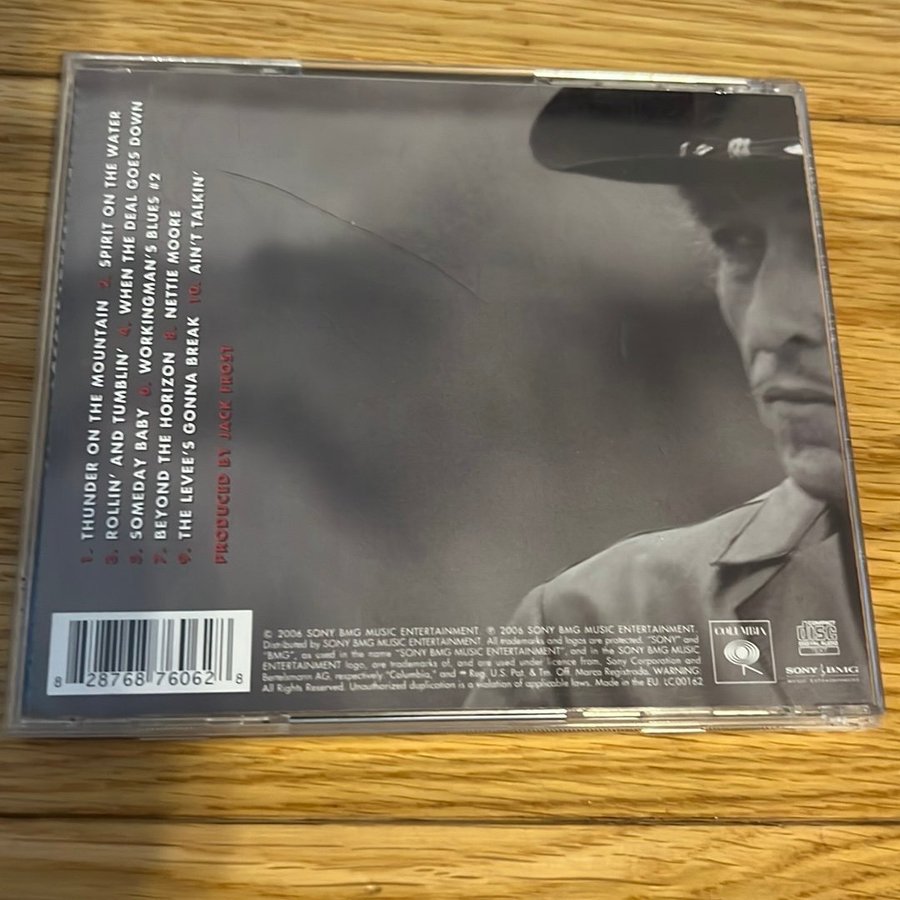 1. THUNDER ON THE MOUNTAIN 2. SPIRIT ON THE WATER
3. ROLLIN' AND TUMBLIN' 4. WHEN THE DEAL GOES DOWN
5. SOMEDAY BABY 6. WORKINGMAN'S BLUES #2
7. BEYOND THE HORIZON 8. NETTIE MOORE
9. THE LEVEE'S GONNA BREAK 10. AIN'T TALKIN'
PRODUCED BY JACK FROST
8 28768 76062 8
© 2006 SONY BMG MUSIC ENTERTAINMENT. ℗ 2006 SONY BMG MUSIC ENTERTAINMENT.
Distributed by SONY BMG MUSIC ENTERTAINMENT. All trademarks and logos are protected. "SONY" and
"BMG", as used in the name "SONY BMG MUSIC ENTERTAINMENT", and in the SONY BMG MUSIC
ENTERTAINMENT logo, are trademarks of, and are used under licence from, Sony Corporation and
Bertelsmann AG, respectively "Columbia," and Reg. U.S. Pat. & Tm. Off. Marca Registrada. WARNING:
All Rights Reserved. Unauthorized duplication is a violation of applicable laws. Made in the EU. LC00162
COLUMBIA
COMPACT
disc
DIGITAL AUDIO
SONY BMG
MUSIC ENTERTAINMENT